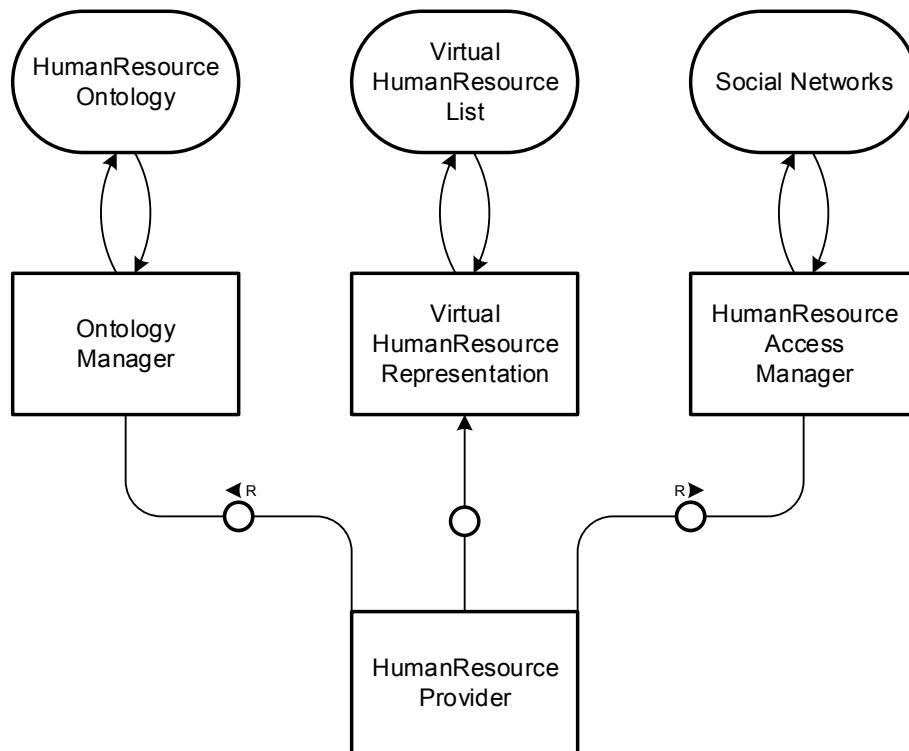 HumanResource
Ontology
Virtual
HumanResource
List
Social Networks
Ontology
Manager
Virtual
HumanResource
Representation
HumanResource
Access
Manager
R
R
HumanResource
Provider